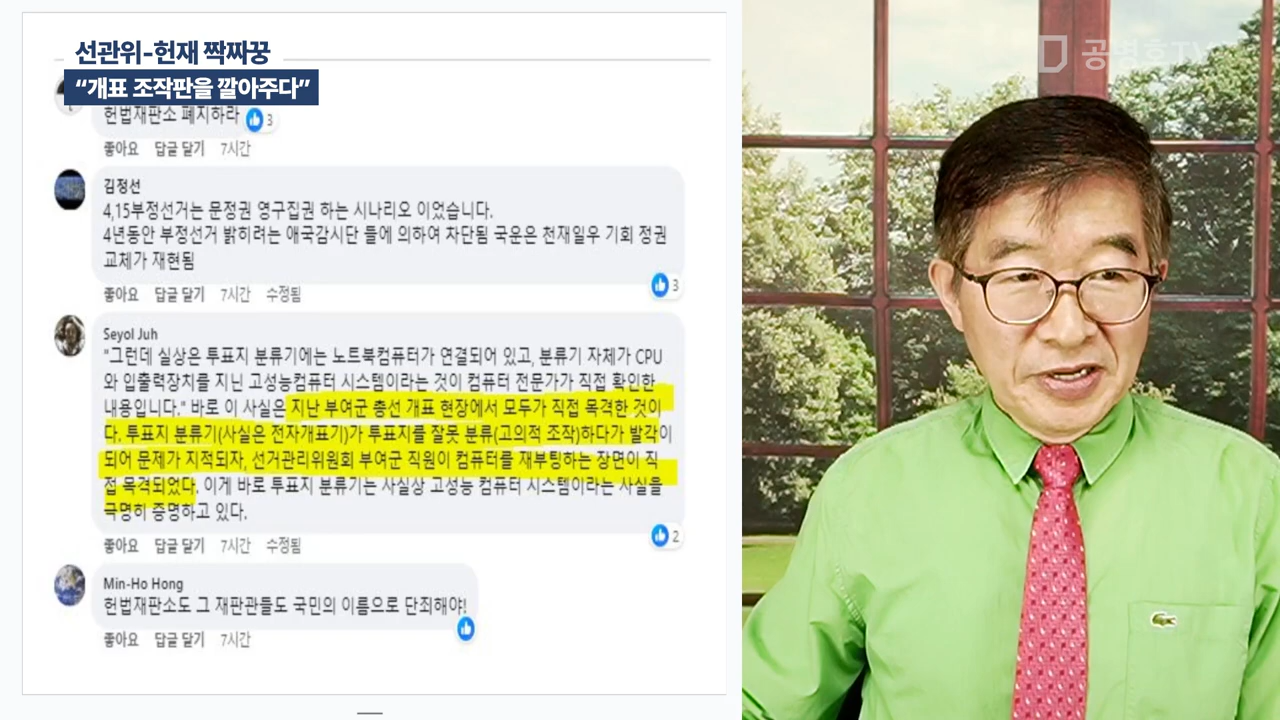 선관위-헌재 짝짜꿍
“개표 조작판을 깔아주다”
공병호TV
헌법재판소 폐지하라
3
좋아요 답글 달기 7시간
김정선
4,15부정선거는 문정권 영구집권 하는 시나리오 이었습니다.
4년동안 부정선거 밝히려는 애국감시단 들에 의하여 차단됨 국운은 천재일우 기회 정권
교체가 재현됨
3
좋아요 답글 달기 7시간 수정됨
Seyol Juh
"그런데 실상은 투표지 분류기에는 노트북컴퓨터가 연결되어 있고, 분류기 자체가 CPU
와 입출력장치를 지닌 고성능컴퓨터 시스템이라는 것이 컴퓨터 전문가가 직접 확인한
내용입니다." 바로 이 사실은 지난 부여군 총선 개표 현장에서 모두가 직접 목격한 것이
다. 투표지 분류기(사실은 전자개표기)가 투표지를 잘못 분류(고의적 조작)하다가 발각이
되어 문제가 지적되자, 선거관리위원회 부여군 직원이 컴퓨터를 재부팅하는 장면이 직
접 목격되었다. 이게 바로 투표지 분류기는 사실상 고성능 컴퓨터 시스템이라는 사실을
극명히 증명하고 있다.
2
좋아요 답글 달기 7시간 수정됨
Min-Ho Hong
헌법재판소도 그 재판관들도 국민의 이름으로 단죄해야!
좋아요 답글 달기 7시간